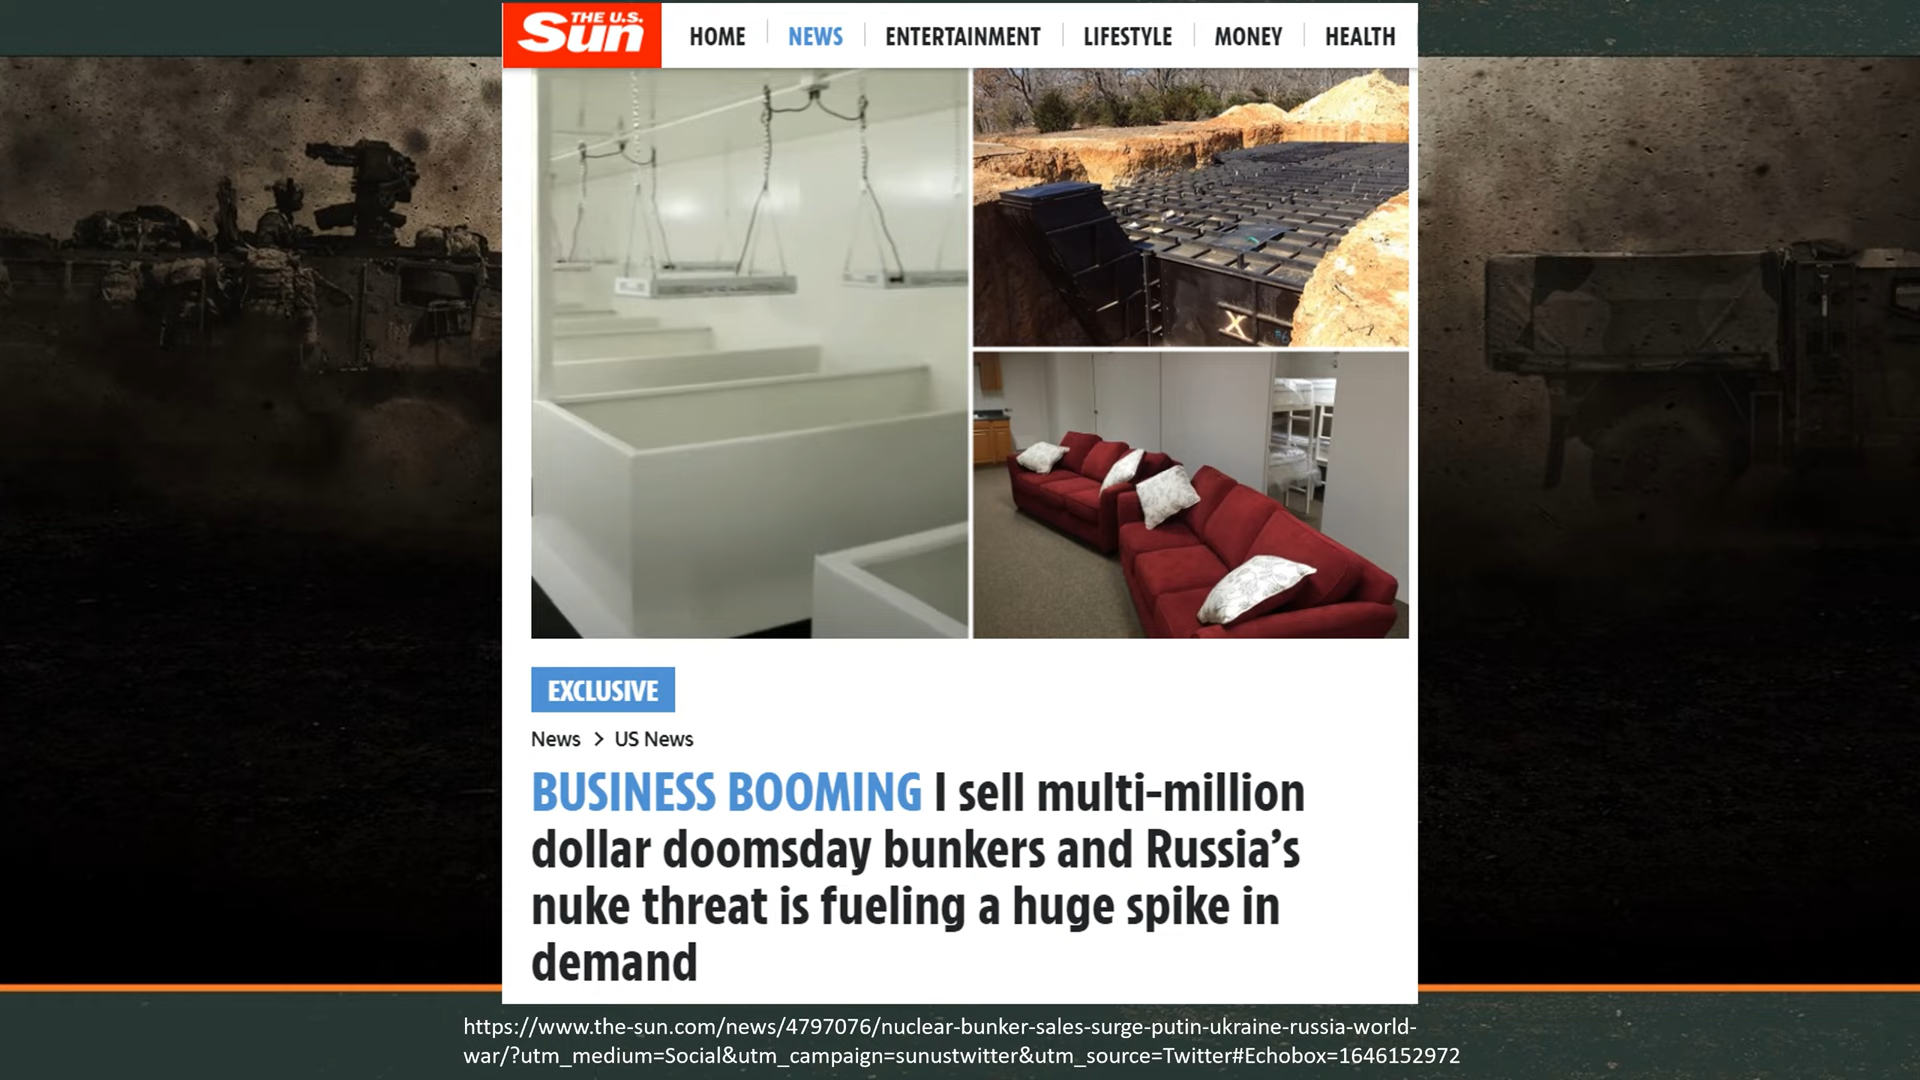 THE U.S.
Sun
HOME NEWS ENTERTAINMENT LIFESTYLE MONEY HEALTH
X
EXCLUSIVE
News > US News
BUSINESS BOOMING I sell multi-million
dollar doomsday bunkers and Russia’s
nuke threat is fueling a huge spike in
demand
https://www.the-sun.com/news/4797076/nuclear-bunker-sales-surge-putin-ukraine-russia-world-
war/?utm_medium=Social&utm_campaign=sunustwitter&utm_source=Twitter#Echobox=1646152972